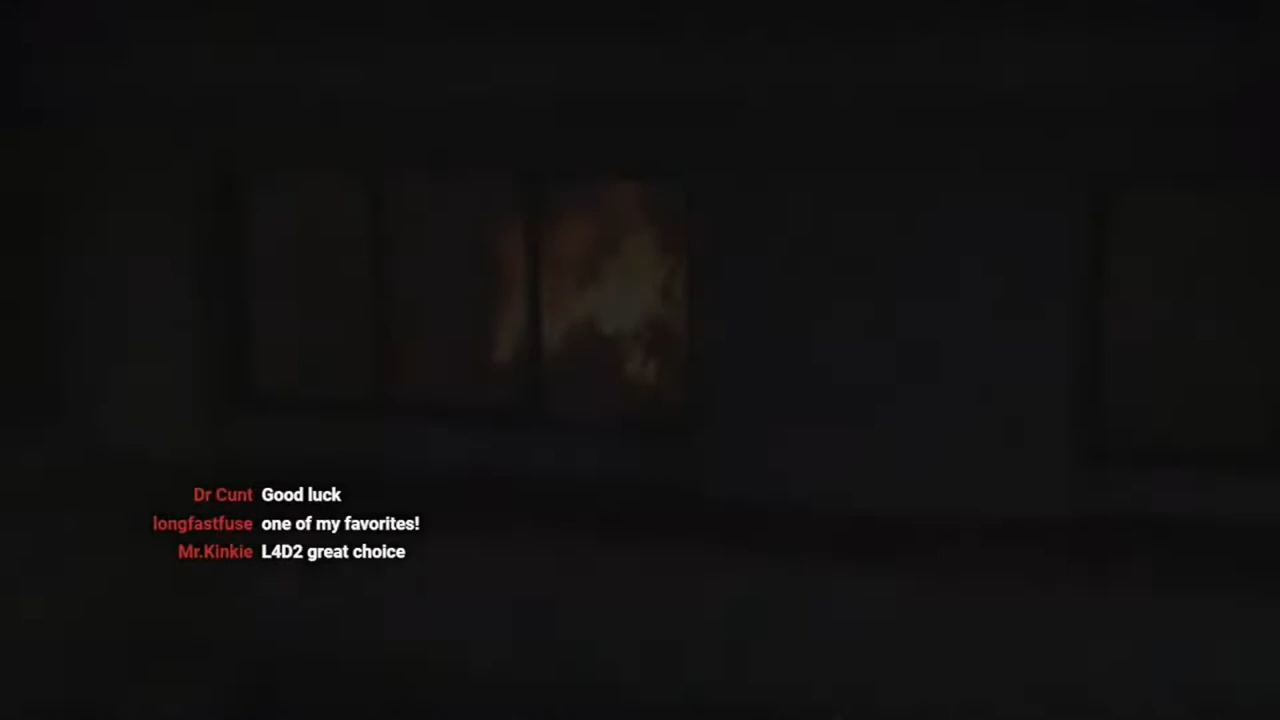 Dr Cunt Good luck
longfastfuse one of my favorites!
Mr.Kinkie L4D2 great choice